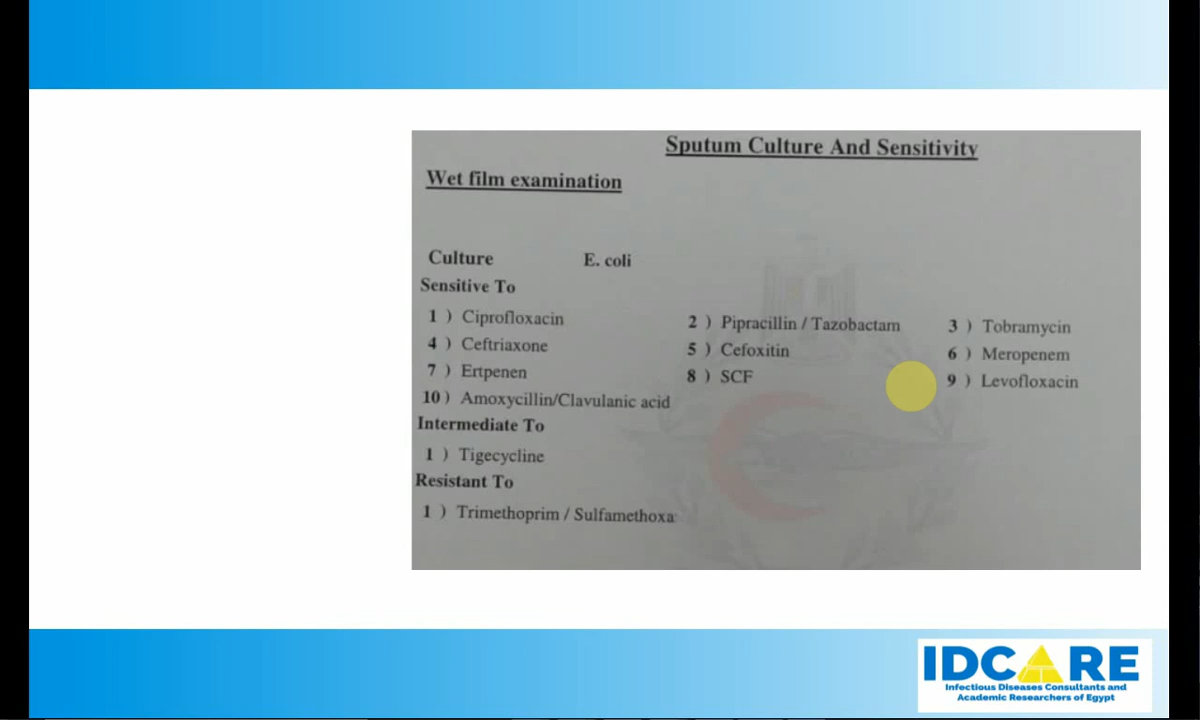 Sputum Culture And Sensitivity
Wet film examination
Culture E. coli
Sensitive To
1 ) Ciprofloxacin 2 ) Pipracillin / Tazobactam 3 ) Tobramycin
4 ) Ceftriaxone 5 ) Cefoxitin 6 ) Meropenem
7 ) Ertpenen 8 ) SCF 9 ) Levofloxacin
10 ) Amoxycillin/Clavulanic acid
Intermediate To
1 ) Tigecycline
Resistant To
1 ) Trimethoprim / Sulfamethoxa
IDCARE
Infectious Diseases Consultants and
Academic Researchers of Egypt